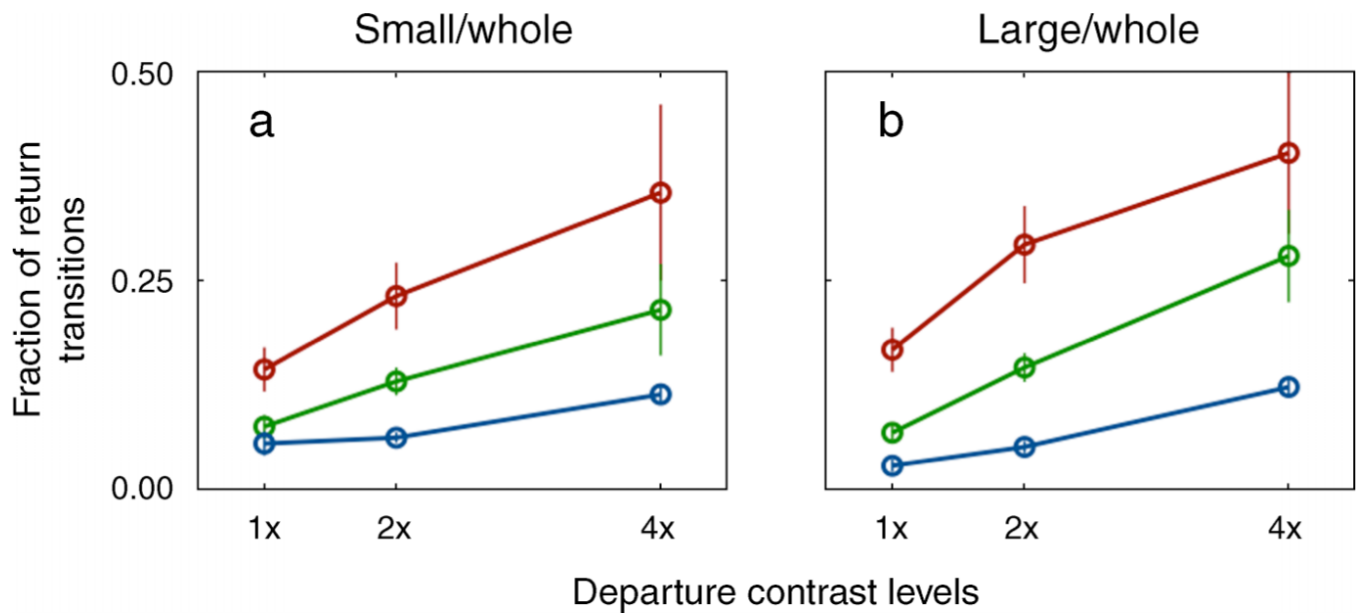 Small/whole
Large/whole
Fraction of return
transitions
0.50
0.25
0.00
a
b
1x
2x
4x
1x
2x
4x
Departure contrast levels